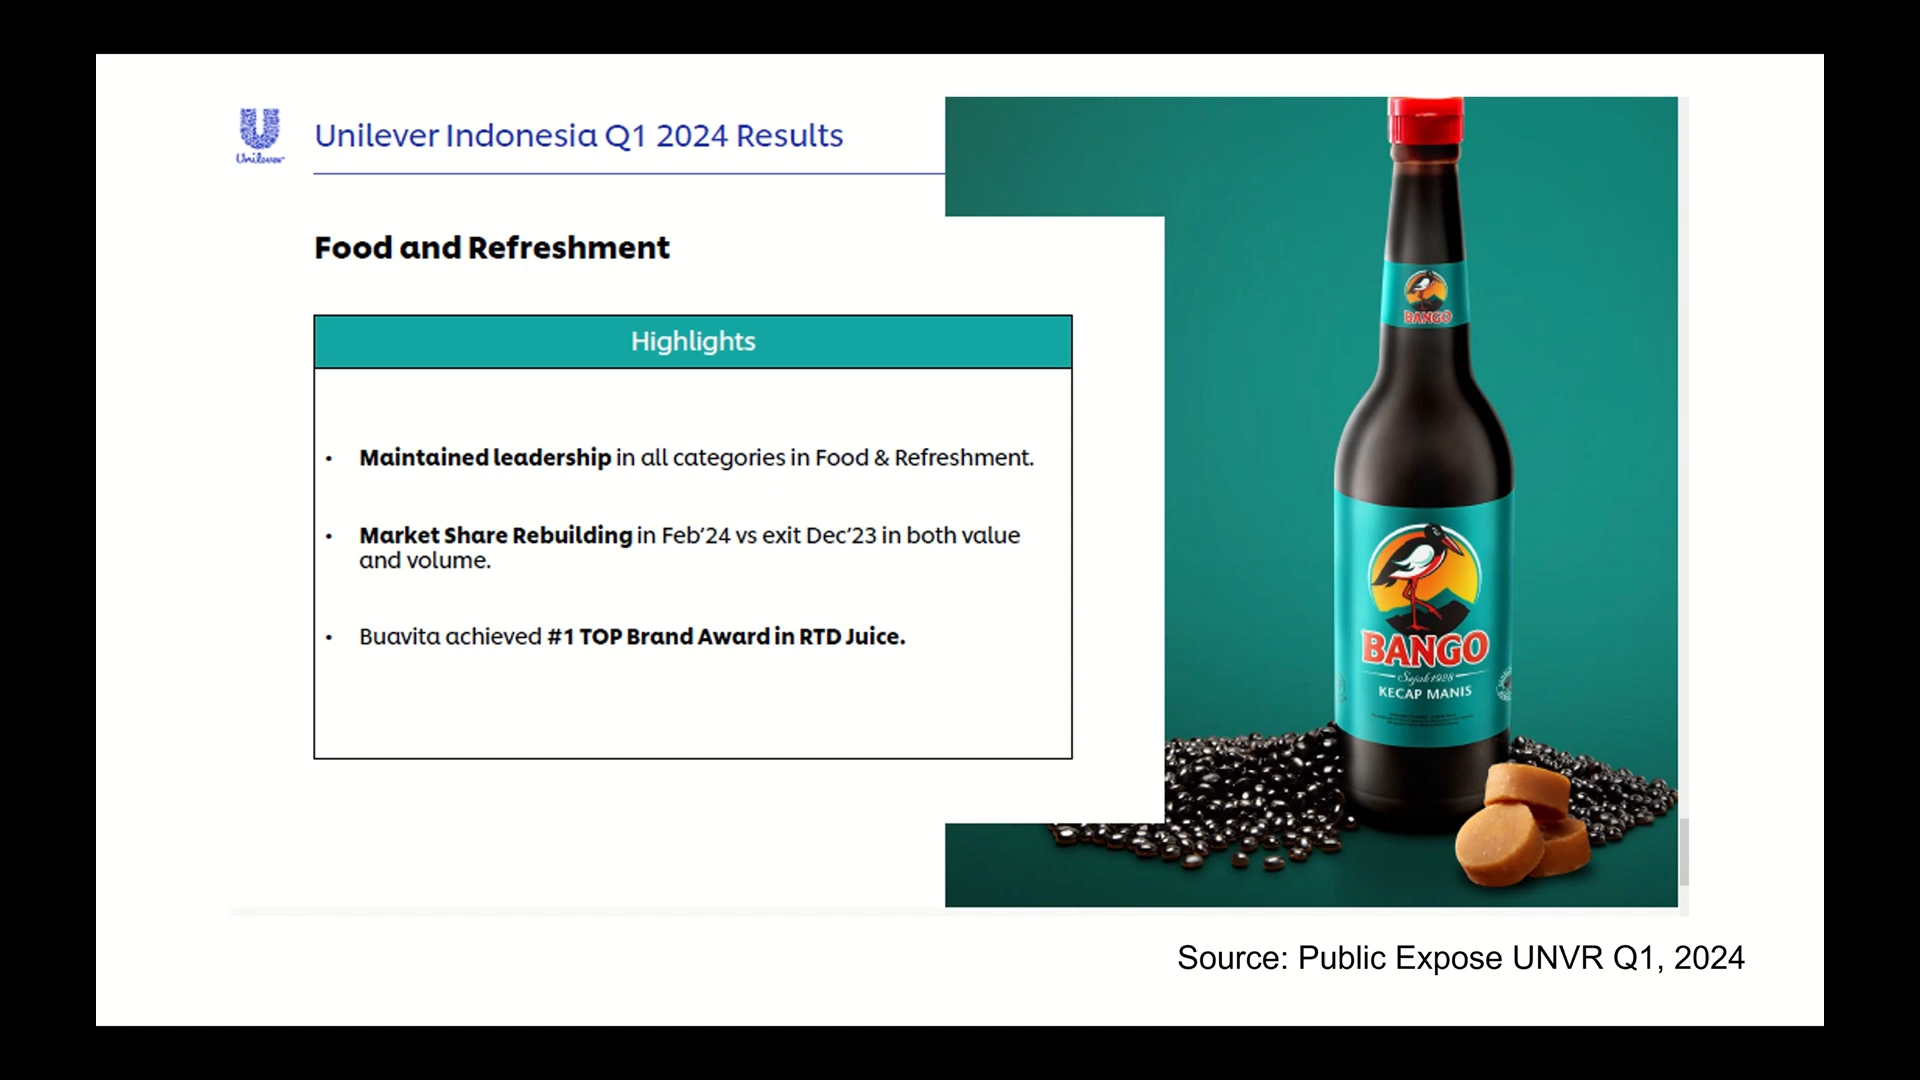 Unilever
Unilever Indonesia Q1 2024 Results
Food and Refreshment
Highlights
• Maintained leadership in all categories in Food & Refreshment.
• Market Share Rebuilding in Feb'24 vs exit Dec'23 in both value
and volume.
• Buavita achieved #1 TOP Brand Award in RTD Juice.
BANGO
BANGO
Sejak 1928
KECAP MANIS
Source: Public Expose UNVR Q1, 2024